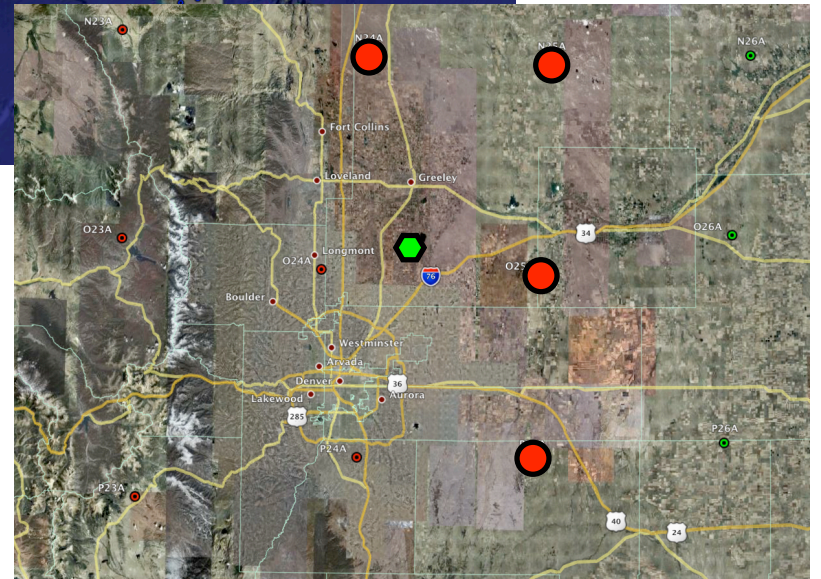 N23A
N24A
N26A
Fort Collins
Loveland
Greeley
O23A
34
O26A
Longmont
O24A
76
O25
Boulder
Westminster
Arvada
Denver
36
Lakewood
Aurora
285
P24A
P26A
P23A
40
24